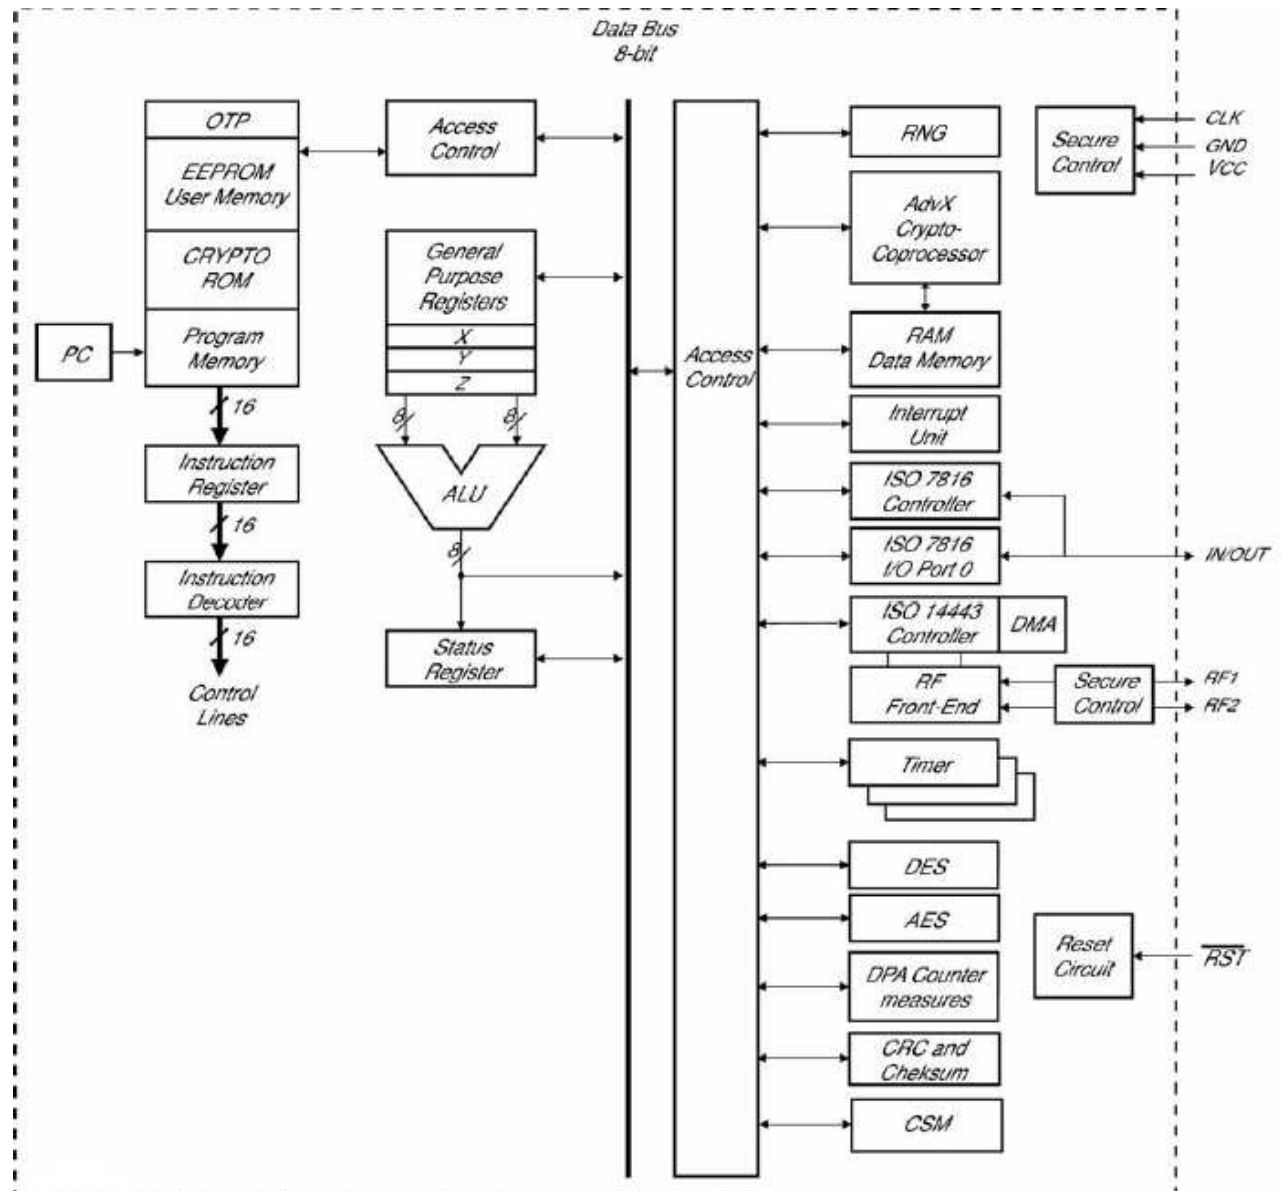 Data Bus
8-bit
OTP
EEPROM
User Memory
CRYPTO
ROM
Program
Memory
PC
16
Instruction
Register
16
Instruction
Decoder
16
Control
Lines
Access
Control
General
Purpose
Registers
X
Y
Z
8
8
ALU
8
Status
Register
Access
Control
RNG
AdvX
Crypto-
Coprocessor
RAM
Data Memory
Interrupt
Unit
ISO 7816
Controller
ISO 7816
I/O Port 0
ISO 14443
Controller
DMA
RF
Front-End
Timer
DES
AES
DPA Counter
measures
CRC and
Cheksum
CSM
Secure
Control
CLK
GND
VCC
IN/OUT
Secure
Control
RF1
RF2
Reset
Circuit
RST